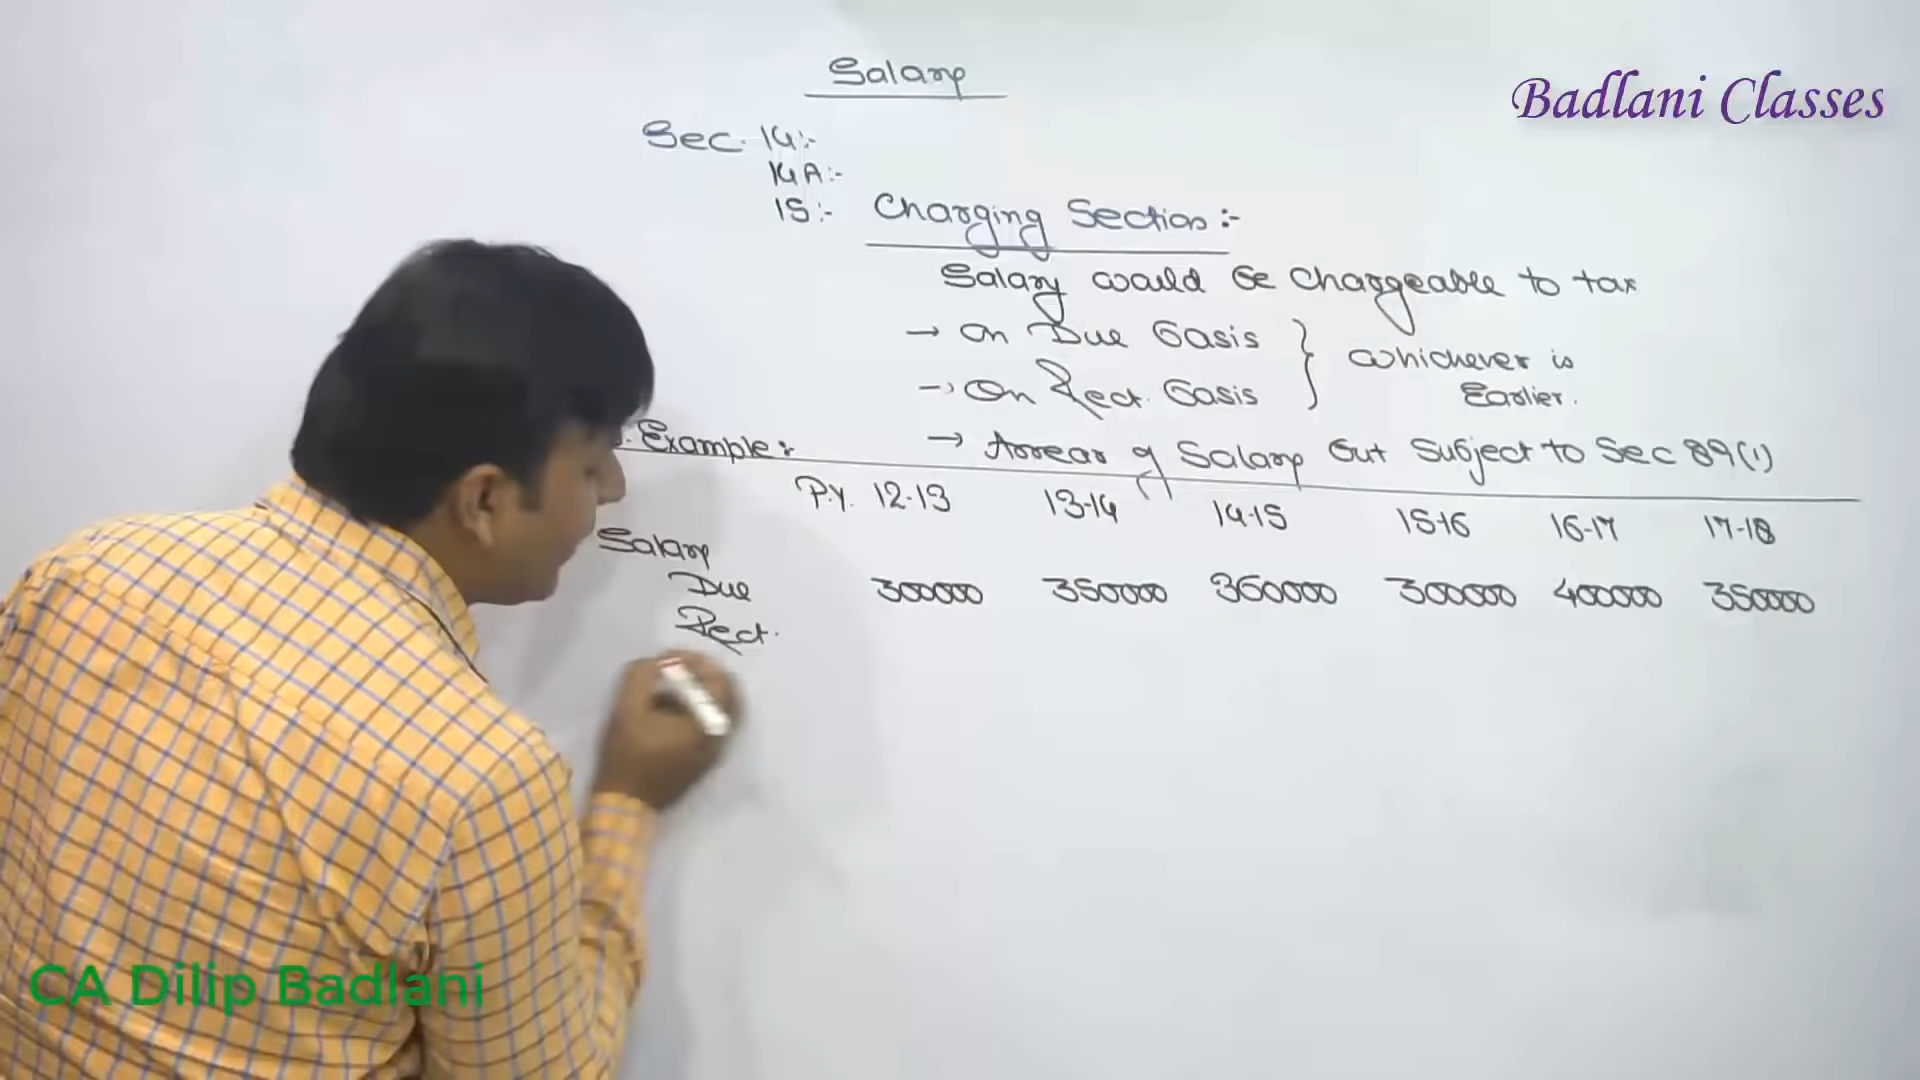 Salary
Badlani Classes
Sec. 14:-
14A:-
15:- Charging Section:-
Salary would be Chargeable to tax
→ On Due basis
→ On Rect. basis
Whichever is
Earlier.
→ Arrear of Salary but Subject to Sec 89(1)
Example:
P.Y. 12-13 13-14 14-15 15-16 16-17 17-18
Salary
Due 300000 350000 360000 300000 400000 350000
Rect.
CA Dilip Badlani